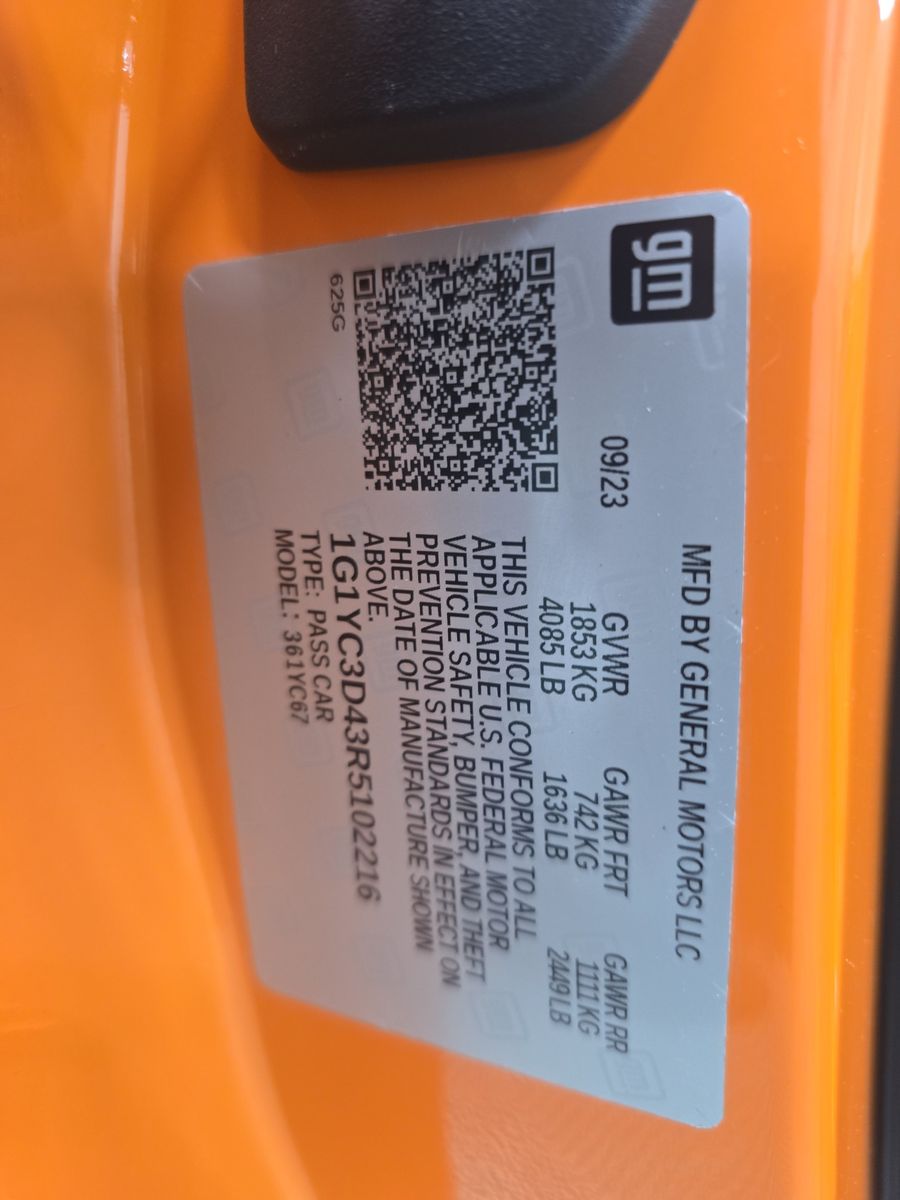 gm
MFD BY GENERAL MOTORS LLC
09/23 GVWR GAWR FRT GAWR RR
1853 KG 742 KG 1111 KG
4085 LB 1636 LB 2449 LB
THIS VEHICLE CONFORMS TO ALL
APPLICABLE U.S. FEDERAL MOTOR
VEHICLE SAFETY, BUMPER, AND THEFT
PREVENTION STANDARDS IN EFFECT ON
THE DATE OF MANUFACTURE SHOWN
ABOVE.
1G1YC3D43R5102216
TYPE: PASS CAR
MODEL: 361YC67
625G